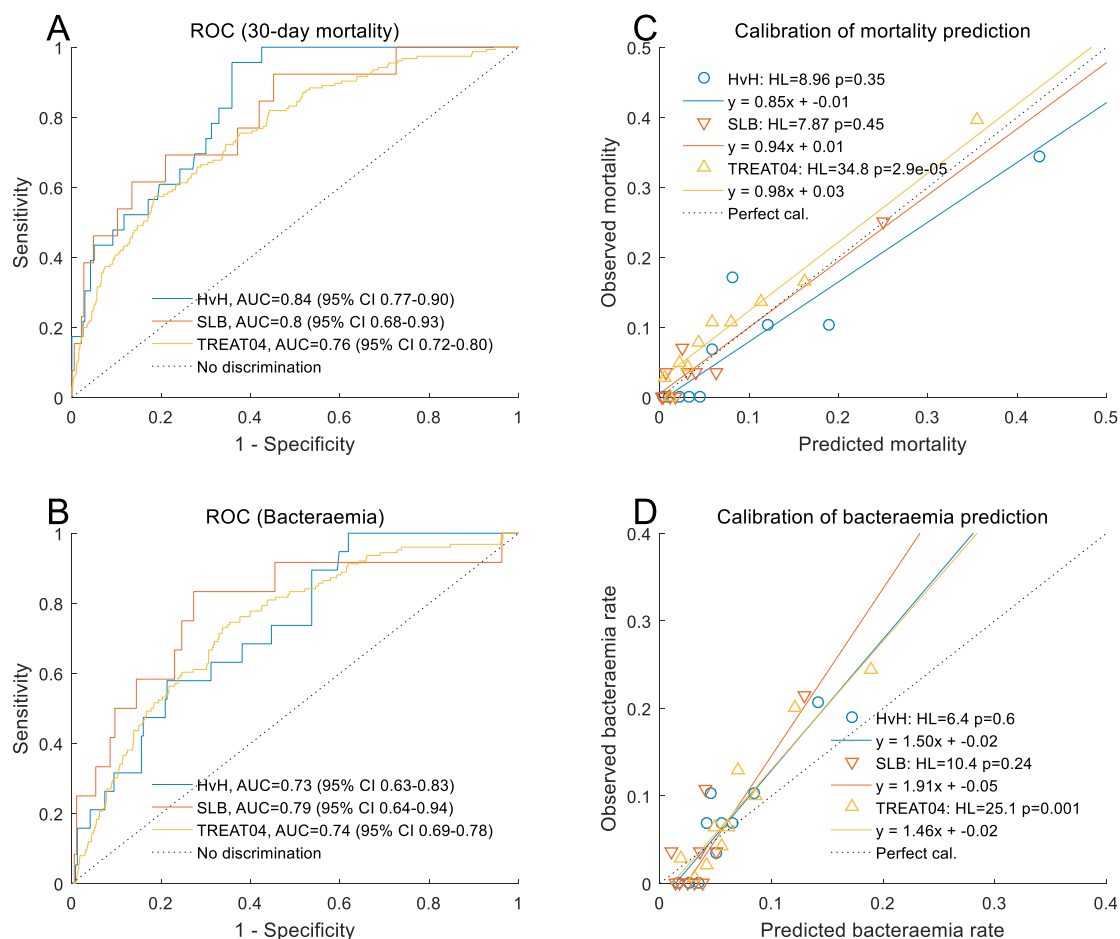 A
ROC (30-day mortality)
1
0.8
0.6
0.4
0.2
0
Sensitivity
HvH, AUC=0.84 (95% CI 0.77-0.90)
SLB, AUC=0.8 (95% CI 0.68-0.93)
TREAT04, AUC=0.76 (95% CI 0.72-0.80)
No discrimination
0 0.2 0.4 0.6 0.8 1
1 - Specificity
C
Calibration of mortality prediction
0.5
0.4
0.3
0.2
0.1
0
Observed mortality
HvH: HL=8.96 p=0.35
y = 0.85x + -0.01
SLB: HL=7.87 p=0.45
y = 0.94x + 0.01
TREAT04: HL=34.8 p=2.9e-05
y = 0.98x + 0.03
Perfect cal.
0 0.1 0.2 0.3 0.4 0.5
Predicted mortality
B
ROC (Bacteraemia)
1
0.8
0.6
0.4
0.2
0
Sensitivity
HvH, AUC=0.73 (95% CI 0.63-0.83)
SLB, AUC=0.79 (95% CI 0.64-0.94)
TREAT04, AUC=0.74 (95% CI 0.69-0.78)
No discrimination
0 0.2 0.4 0.6 0.8 1
1 - Specificity
D
Calibration of bacteraemia prediction
0.4
0.3
0.2
0.1
0
Observed bacteraemia rate
HvH: HL=6.4 p=0.6
y = 1.50x + -0.02
SLB: HL=10.4 p=0.24
y = 1.91x + -0.05
TREAT04: HL=25.1 p=0.001
y = 1.46x + -0.02
Perfect cal.
0.1 0.2 0.3 0.4
Predicted bacteraemia rate